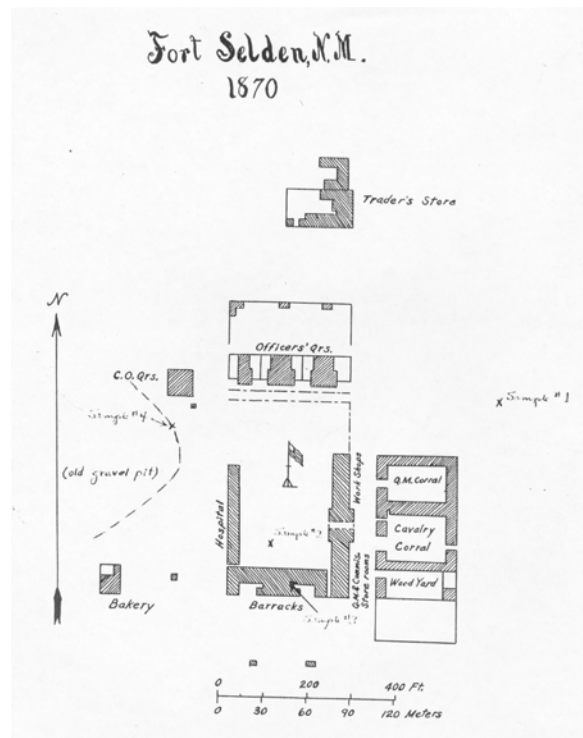 Fort Selden, N.M.
1870
Trader's Store
N
Officers' Qrs.
C.O. Qrs.
Sample #1
Sample #4
(old gravel pit)
Work Shops
Q.M. Corral
Hospital
Cavalry
Corral
Sample #2
Q.M. & Commis.
Store rooms
Wood Yard
Bakery
Barracks
Sample #3
0 200 400 Ft.
0 30 60 90 120 Meters